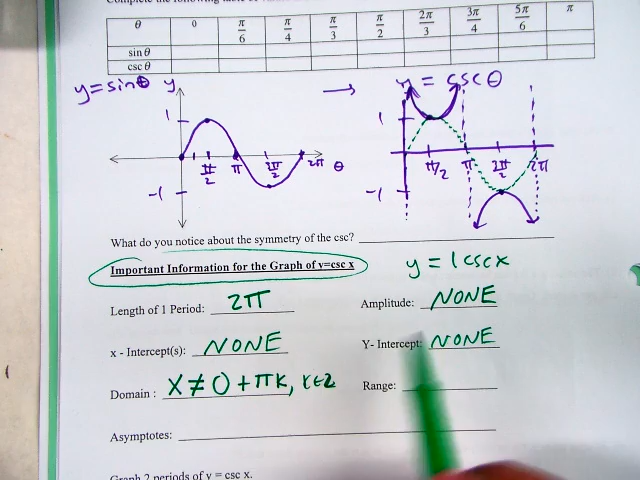 Complete the following table of
θ 0 π/6 π/4 π/3 π/2 2π/3 3π/4 5π/6 π
sin θ
csc θ
y = sin θ y → y = csc θ
1 1
π/2 π 3π/2 2π θ π/2 π 3π/2 2π
-1 -1
What do you notice about the symmetry of the csc?
Important Information for the Graph of y=csc x y = 1 csc x
Length of 1 Period: 2π Amplitude: NONE
x - Intercept(s): NONE Y- Intercept: NONE
Domain : X ≠ 0 + πK, K∈Z Range:
Asymptotes:
Graph 2 periods of y = csc x.